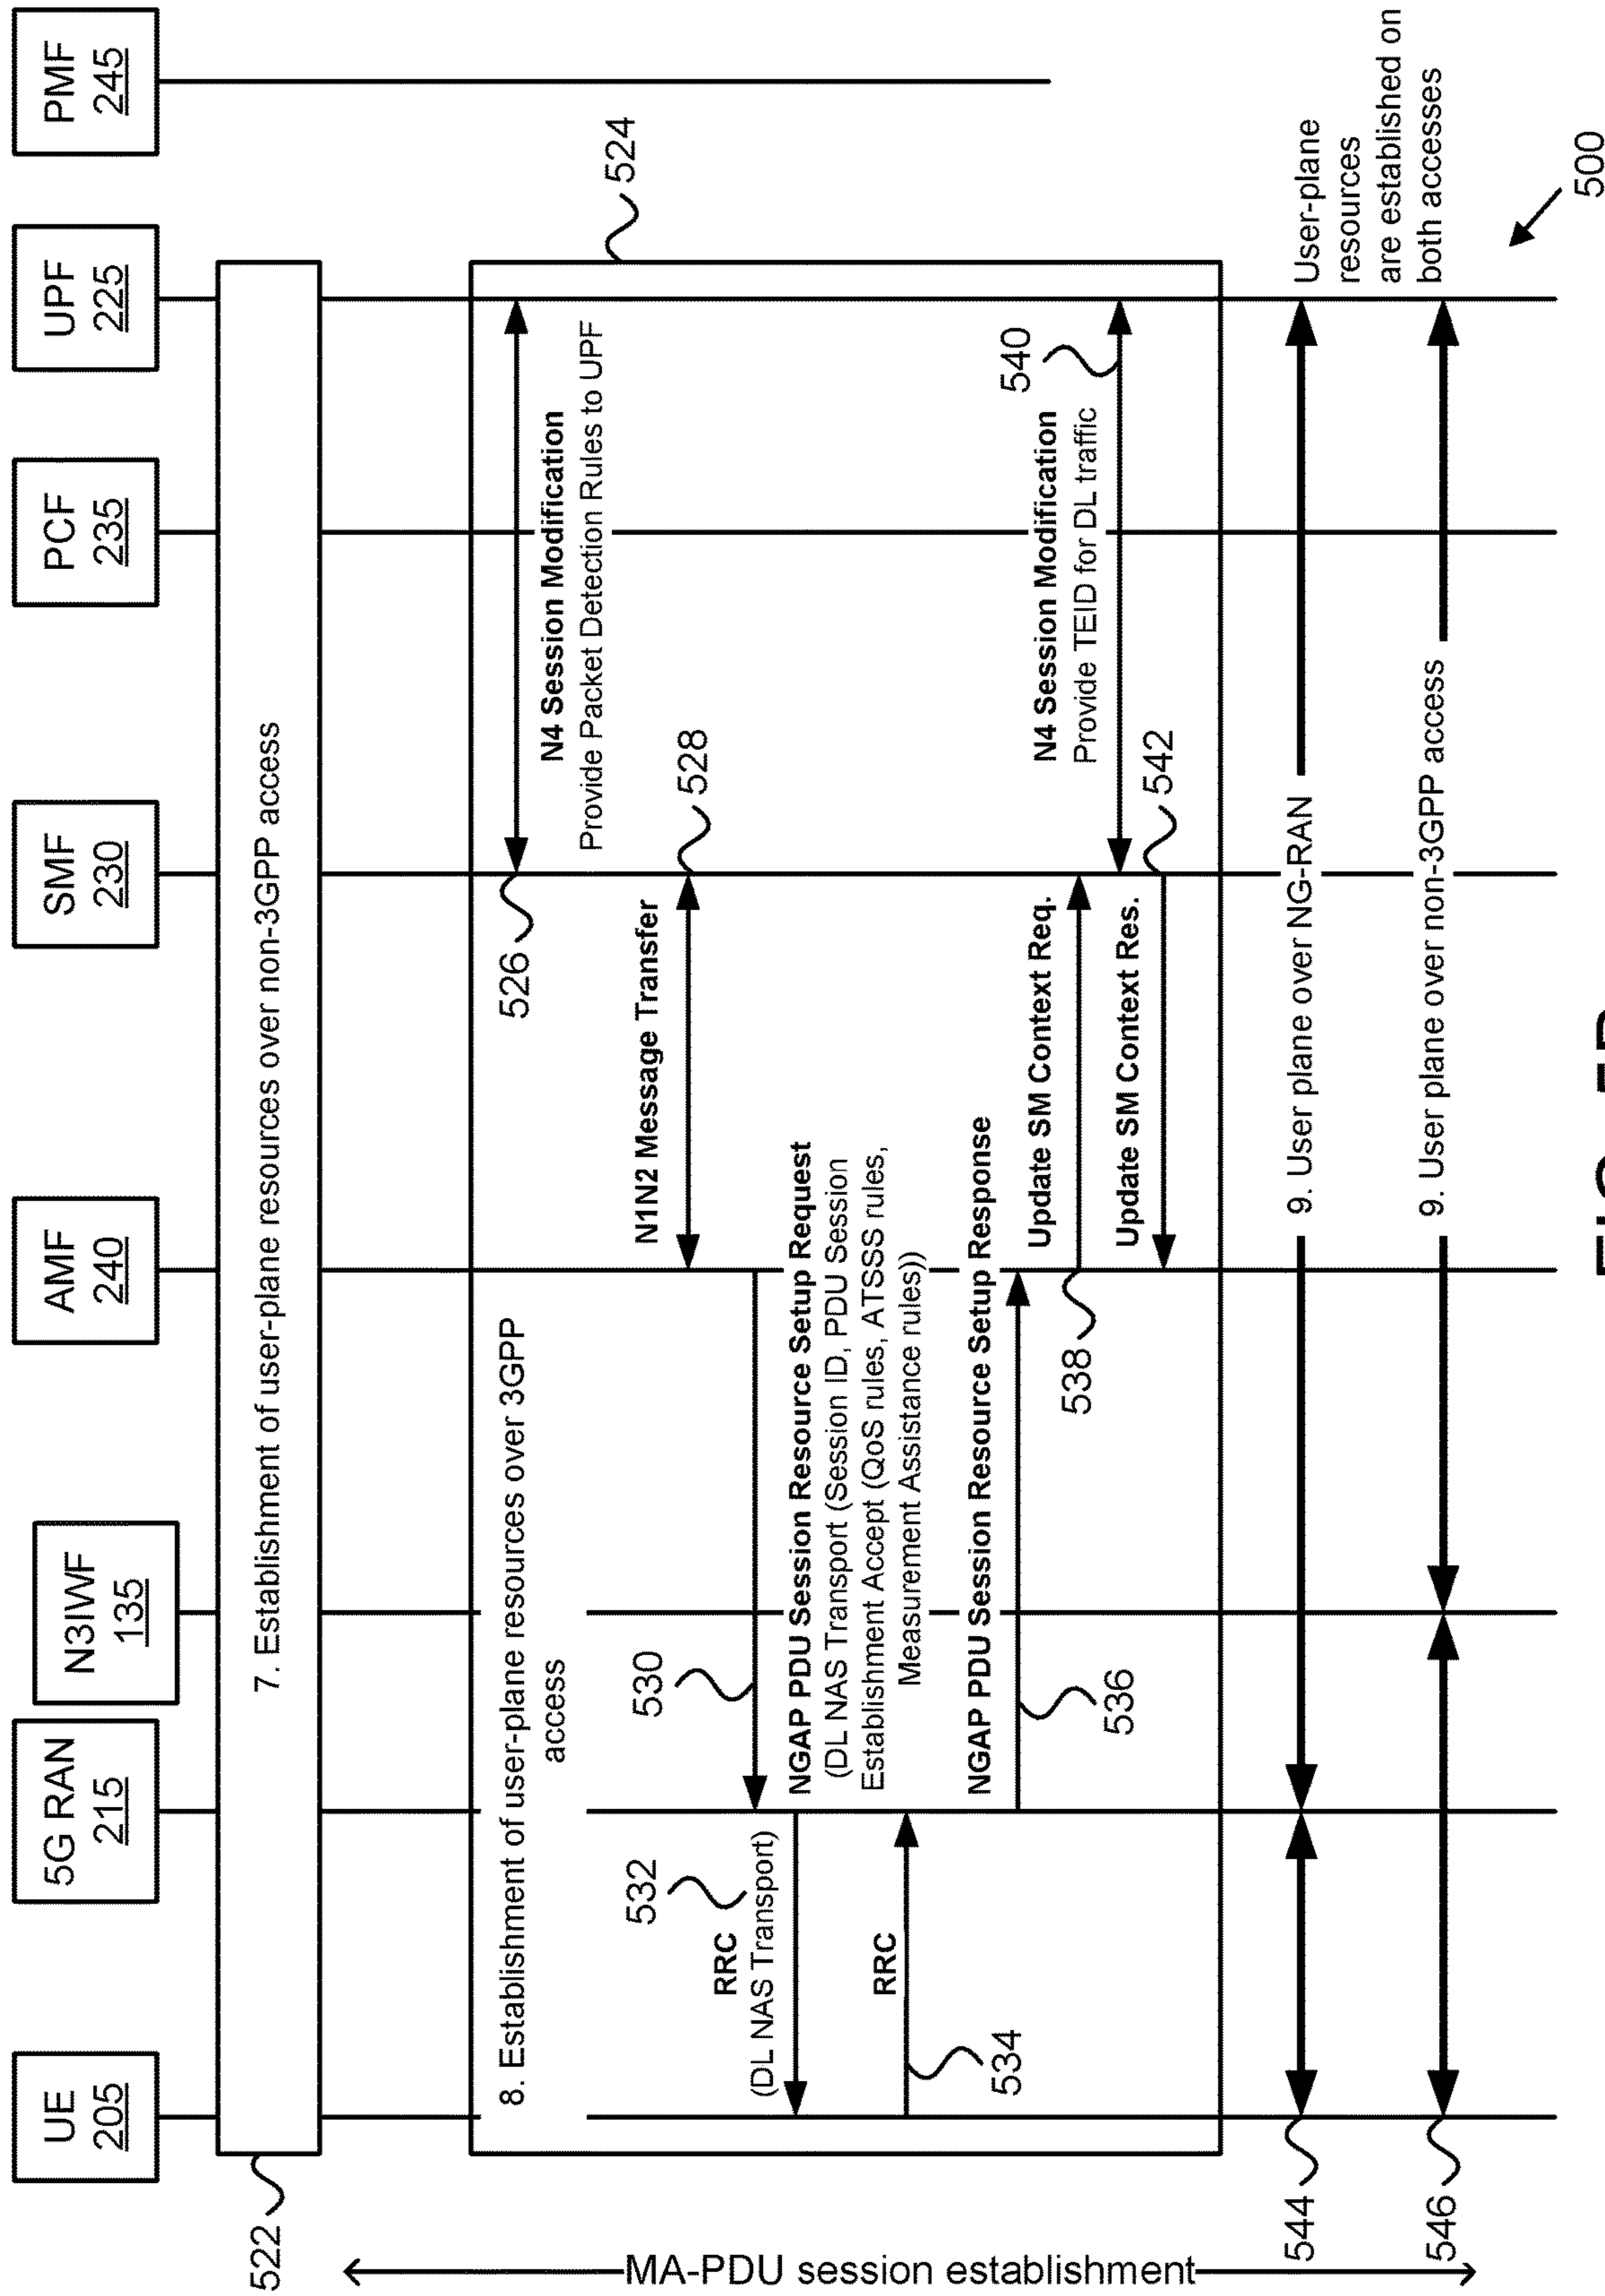 UE
205
5G RAN
215
N3IWF
135
AMF
240
SMF
230
PCF
235
UPF
225
PMF
245
522
7. Establishment of user-plane resources over non-3GPP access
524
8. Establishment of user-plane resources over 3GPP
access
526
N4 Session Modification
Provide Packet Detection Rules to UPF
N1N2 Message Transfer
528
530
NGAP PDU Session Resource Setup Request
(DL NAS Transport (Session ID, PDU Session
Establishment Accept (QoS rules, ATSSS rules,
Measurement Assistance rules))
532
RRC
(DL NAS Transport)
RRC
534
NGAP PDU Session Resource Setup Response
536
Update SM Context Req.
538
N4 Session Modification
Provide TEID for DL traffic
540
Update SM Context Res.
542
544
9. User plane over NG-RAN
546
9. User plane over non-3GPP access
User-plane
resources
are established on
both accesses
MA-PDU session establishment
500